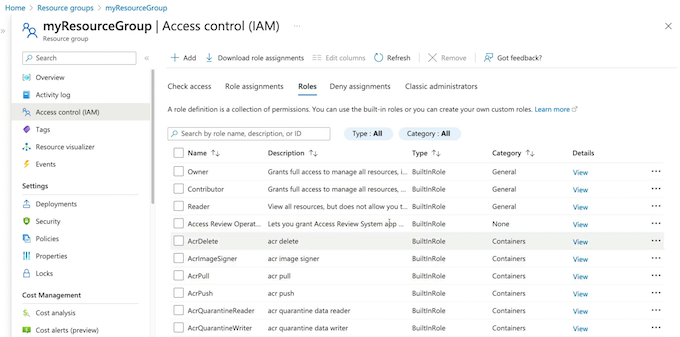 Home > Resource groups > myResourceGroup
myResourceGroup | Access control (IAM) ...
Resource group
Search
Overview
Activity log
Access control (IAM)
Tags
Resource visualizer
Events
Settings
Deployments
Security
Policies
Properties
Locks
Cost Management
Cost analysis
Cost alerts (preview)
Add Download role assignments Edit columns Refresh Remove Got feedback?
Check access Role assignments Roles Deny assignments Classic administrators
A role definition is a collection of permissions. You can use the built-in roles or you can create your own custom roles. Learn more
Search by role name, description, or ID Type : All Category : All
Name Description Type Category Details
Owner Grants full access to manage all resources, i... BuiltInRole General View ...
Contributor Grants full access to manage all resources, ... BuiltInRole General View ...
Reader View all resources, but does not allow you t... BuiltInRole General View ...
Access Review Operat... Lets you grant Access Review System app ... BuiltInRole None View ...
AcrDelete acr delete BuiltInRole Containers View ...
AcrImageSigner acr image signer BuiltInRole Containers View ...
AcrPull acr pull BuiltInRole Containers View ...
AcrPush acr push BuiltInRole Containers View ...
AcrQuarantineReader acr quarantine data reader BuiltInRole Containers View ...
AcrQuarantineWriter acr quarantine data writer BuiltInRole Containers View ...